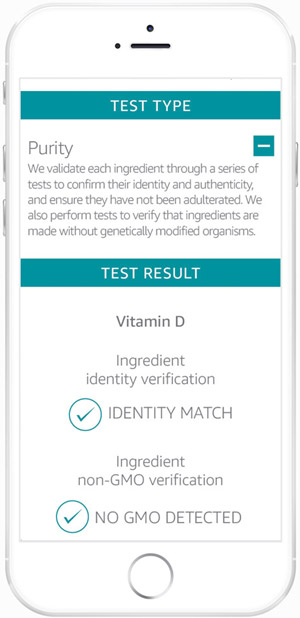 TEST TYPE
Purity
We validate each ingredient through a series of
tests to confirm their identity and authenticity,
and ensure they have not been adulterated. We
also perform tests to verify that ingredients are
made without genetically modified organisms.
TEST RESULT
Vitamin D
Ingredient
identity verification
IDENTITY MATCH
Ingredient
non-GMO verification
NO GMO DETECTED